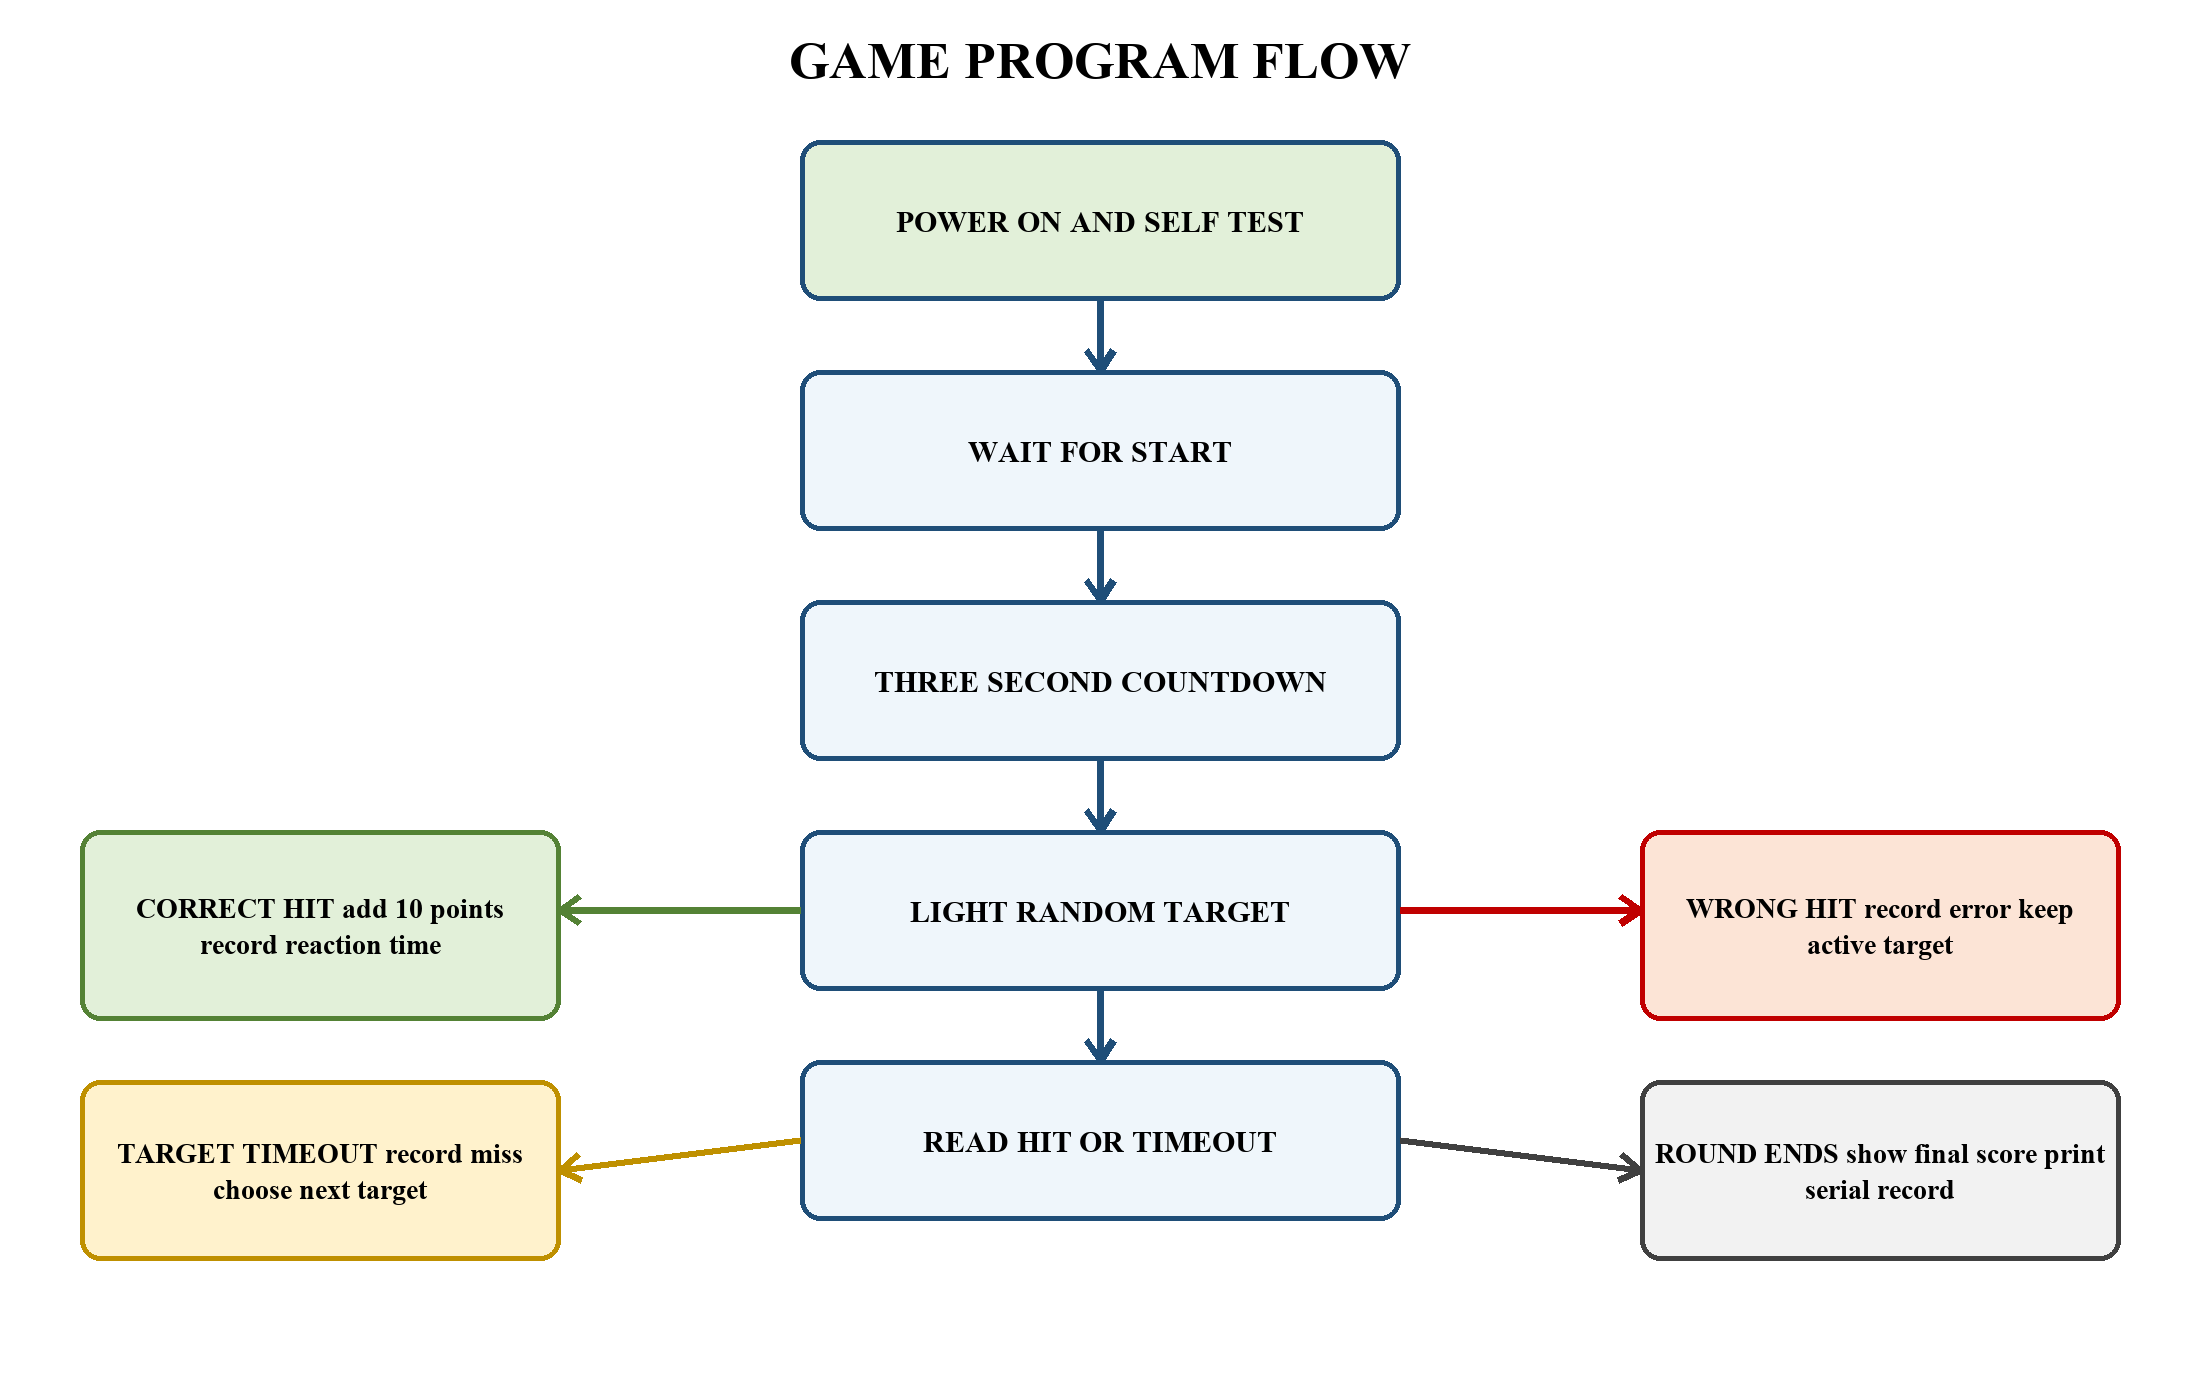 GAME PROGRAM FLOW
POWER ON AND SELF TEST
WAIT FOR START
THREE SECOND COUNTDOWN
CORRECT HIT add 10 points
record reaction time
LIGHT RANDOM TARGET
WRONG HIT record error keep
active target
TARGET TIMEOUT record miss
choose next target
READ HIT OR TIMEOUT
ROUND ENDS show final score print
serial record